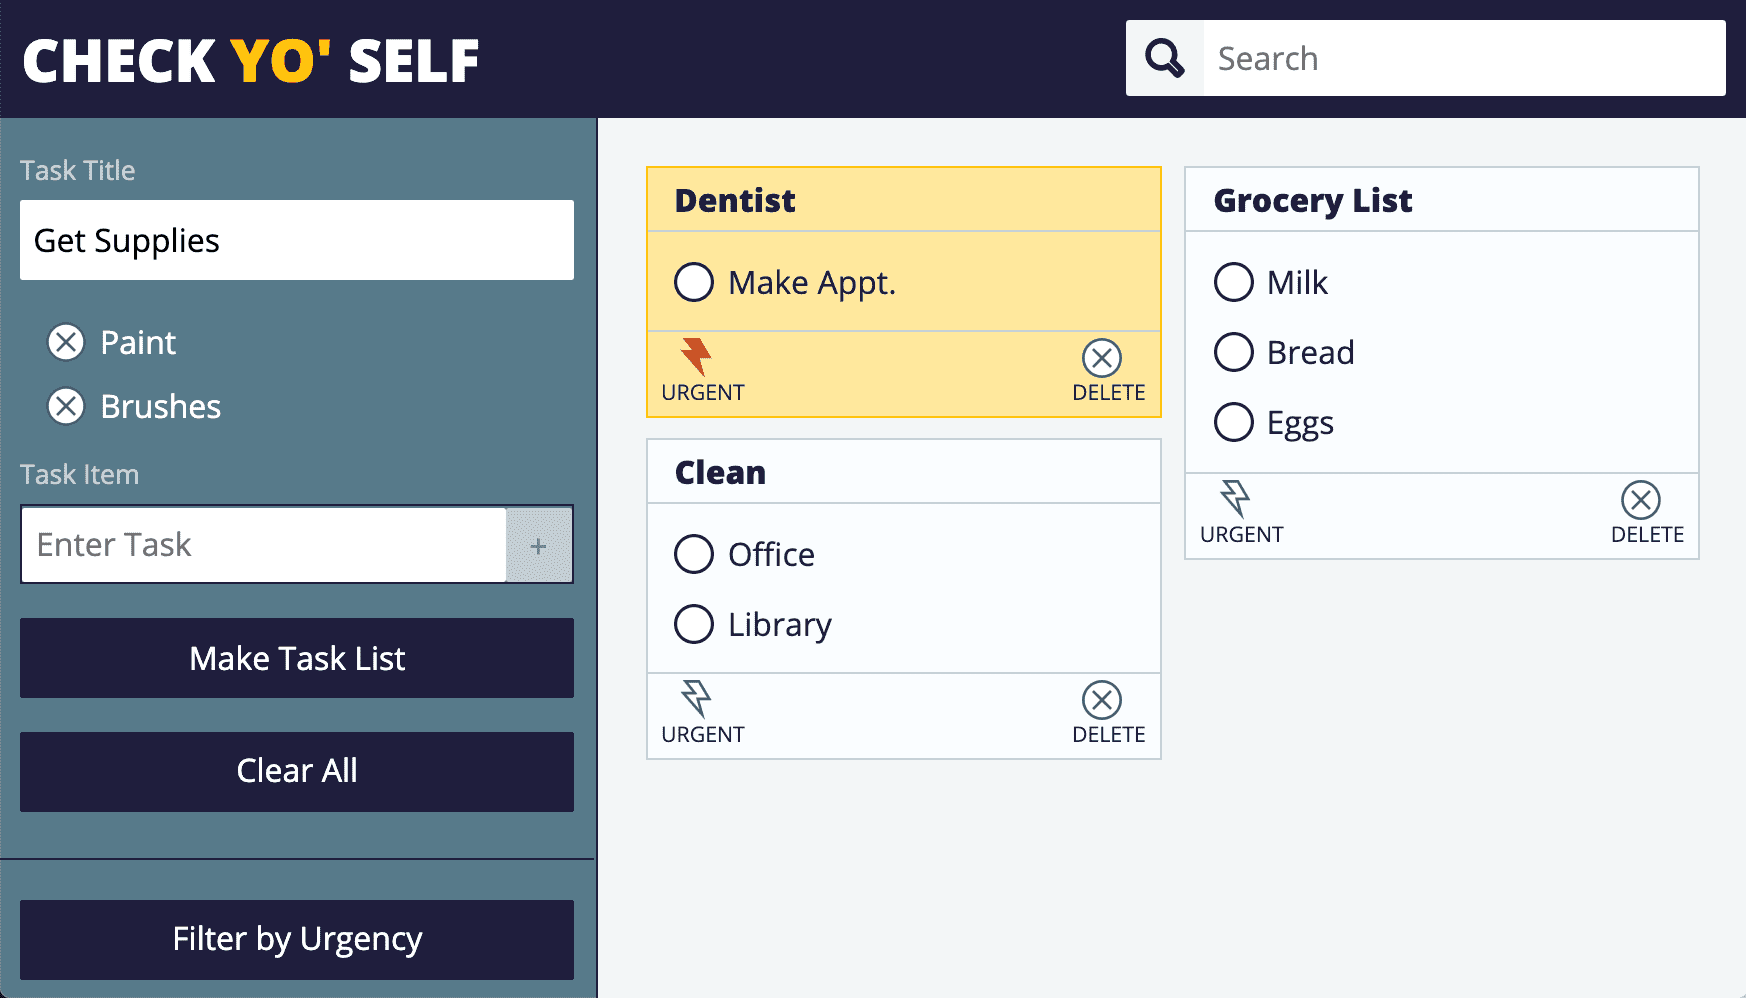 CHECK YO' SELF
Search
Task Title
Get Supplies
Paint
Brushes
Task Item
Enter Task
+
Make Task List
Clear All
Filter by Urgency
Dentist
Make Appt.
URGENT
DELETE
Clean
Office
Library
URGENT
DELETE
Grocery List
Milk
Bread
Eggs
URGENT
DELETE